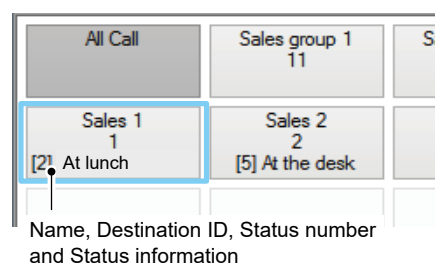 All Call
Sales group 1
11
S
Sales 1
1
[2] At lunch
Sales 2
2
[5] At the desk
Name, Destination ID, Status number
and Status information